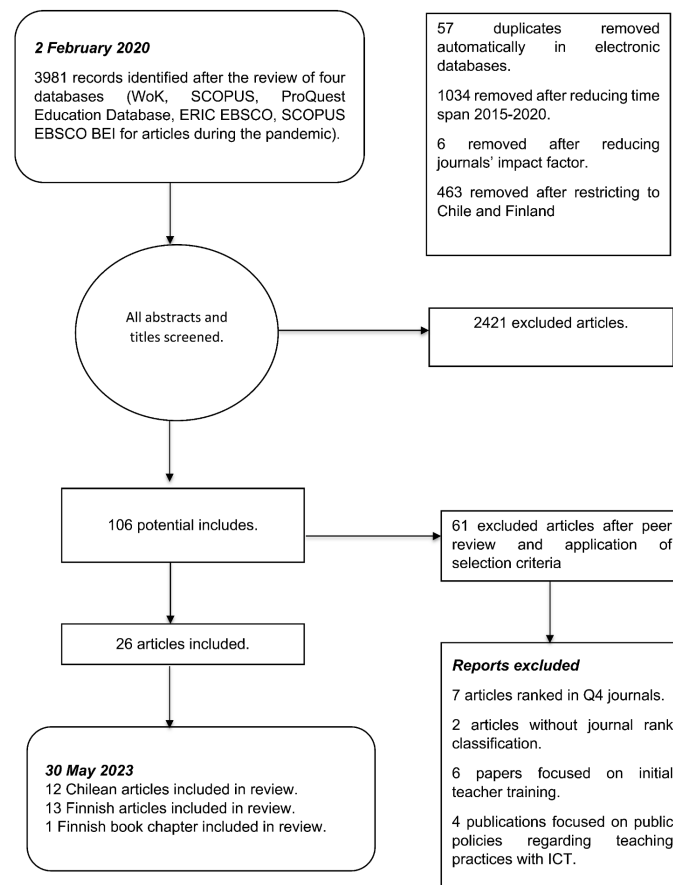 2 February 2020
3981 records identified after the review of four
databases (WoK, SCOPUS, ProQuest
Education Database, ERIC EBSCO, SCOPUS
EBSCO BEI for articles during the pandemic).
57 duplicates removed
automatically in electronic
databases.
1034 removed after reducing time
span 2015-2020.
6 removed after reducing
journals' impact factor.
463 removed after restricting to
Chile and Finland
All abstracts and
titles screened.
2421 excluded articles.
106 potential includes.
61 excluded articles after peer
review and application of
selection criteria
26 articles included.
Reports excluded
7 articles ranked in Q4 journals.
2 articles without journal rank
classification.
6 papers focused on initial
teacher training.
4 publications focused on public
policies regarding teaching
practices with ICT.
30 May 2023
12 Chilean articles included in review.
13 Finnish articles included in review.
1 Finnish book chapter included in review.